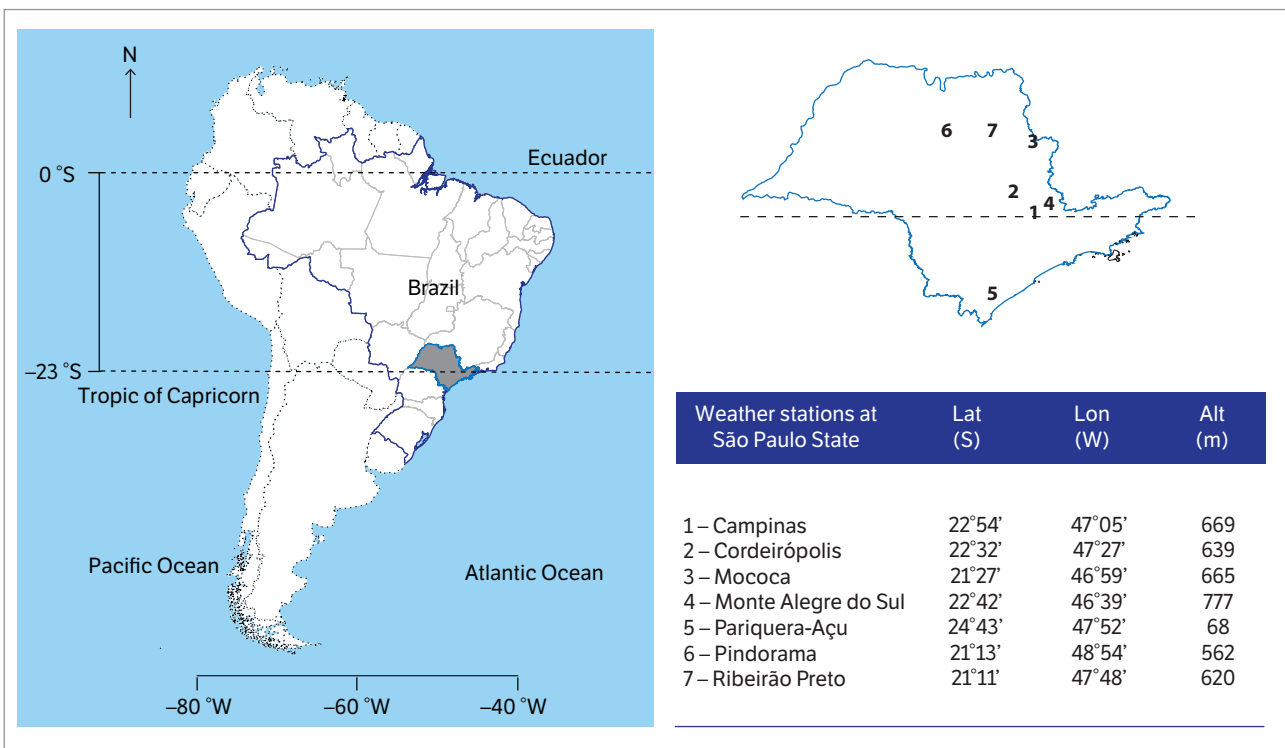 N
Ecuador
0 °S
Brazil
–23 °S
Tropic of Capricorn
Pacific Ocean
Atlantic Ocean
–80 °W
–60 °W
–40 °W
6
7
3
2
4
1
5
Weather stations at São Paulo State Lat (S) Lon (W) Alt (m)
1 – Campinas 22°54’ 47°05’ 669
2 – Cordeirópolis 22°32’ 47°27’ 639
3 – Mococa 21°27’ 46°59’ 665
4 – Monte Alegre do Sul 22°42’ 46°39’ 777
5 – Pariquera-Açu 24°43’ 47°52’ 68
6 – Pindorama 21°13’ 48°54’ 562
7 – Ribeirão Preto 21°11’ 47°48’ 620